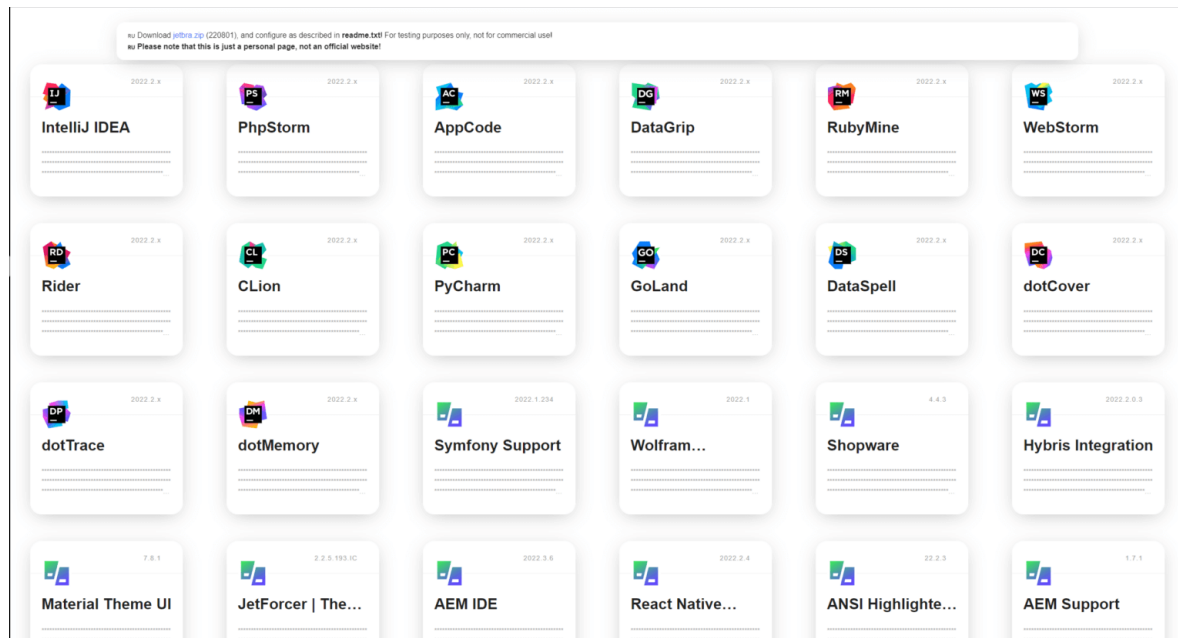 RU Download jetbra.zip (220801), and configure as described in readme.txt! For testing purposes only, not for commercial use!
RU Please note that this is just a personal page, not an official website!
IJ 2022.2.x
IntelliJ IDEA
PS 2022.2.x
PhpStorm
AC 2022.2.x
AppCode
DG 2022.2.x
DataGrip
RM 2022.2.x
RubyMine
WS 2022.2.x
WebStorm
RD 2022.2.x
Rider
CL 2022.2.x
CLion
PC 2022.2.x
PyCharm
GO 2022.2.x
GoLand
DS 2022.2.x
DataSpell
DC 2022.2.x
dotCover
DP 2022.2.x
dotTrace
DM 2022.2.x
dotMemory
2022.1.234
Symfony Support
2022.1
Wolfram…
4.4.3
Shopware
2022.2.0.3
Hybris Integration
7.8.1
Material Theme UI
2.2.5.193.IC
JetForcer | The…
2022.3.6
AEM IDE
2022.2.4
React Native…
22.2.3
ANSI Highlighte…
1.7.1
AEM Support